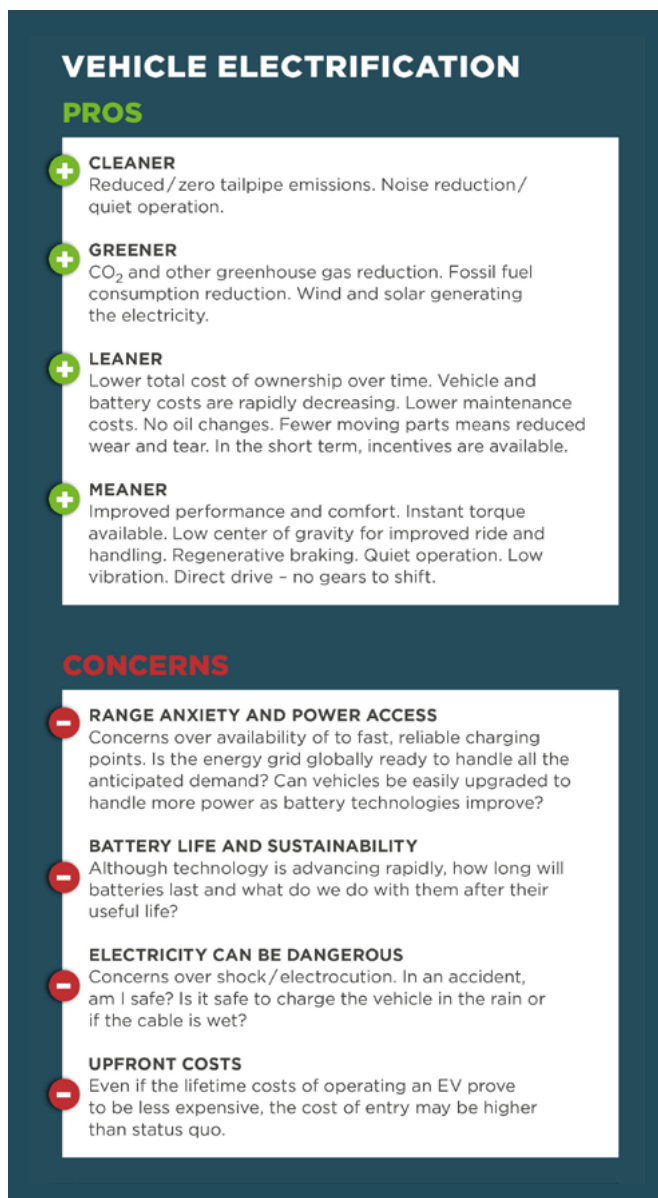 VEHICLE ELECTRIFICATION
PROS
CLEANER
Reduced/zero tailpipe emissions. Noise reduction/
quiet operation.
GREENER
CO₂ and other greenhouse gas reduction. Fossil fuel
consumption reduction. Wind and solar generating
the electricity.
LEANER
Lower total cost of ownership over time. Vehicle and
battery costs are rapidly decreasing. Lower maintenance
costs. No oil changes. Fewer moving parts means reduced
wear and tear. In the short term, incentives are available.
MEANER
Improved performance and comfort. Instant torque
available. Low center of gravity for improved ride and
handling. Regenerative braking. Quiet operation. Low
vibration. Direct drive – no gears to shift.
CONCERNS
RANGE ANXIETY AND POWER ACCESS
Concerns over availability of to fast, reliable charging
points. Is the energy grid globally ready to handle all the
anticipated demand? Can vehicles be easily upgraded to
handle more power as battery technologies improve?
BATTERY LIFE AND SUSTAINABILITY
Although technology is advancing rapidly, how long will
batteries last and what do we do with them after their
useful life?
ELECTRICITY CAN BE DANGEROUS
Concerns over shock/electrocution. In an accident,
am I safe? Is it safe to charge the vehicle in the rain or
if the cable is wet?
UPFRONT COSTS
Even if the lifetime costs of operating an EV prove
to be less expensive, the cost of entry may be higher
than status quo.